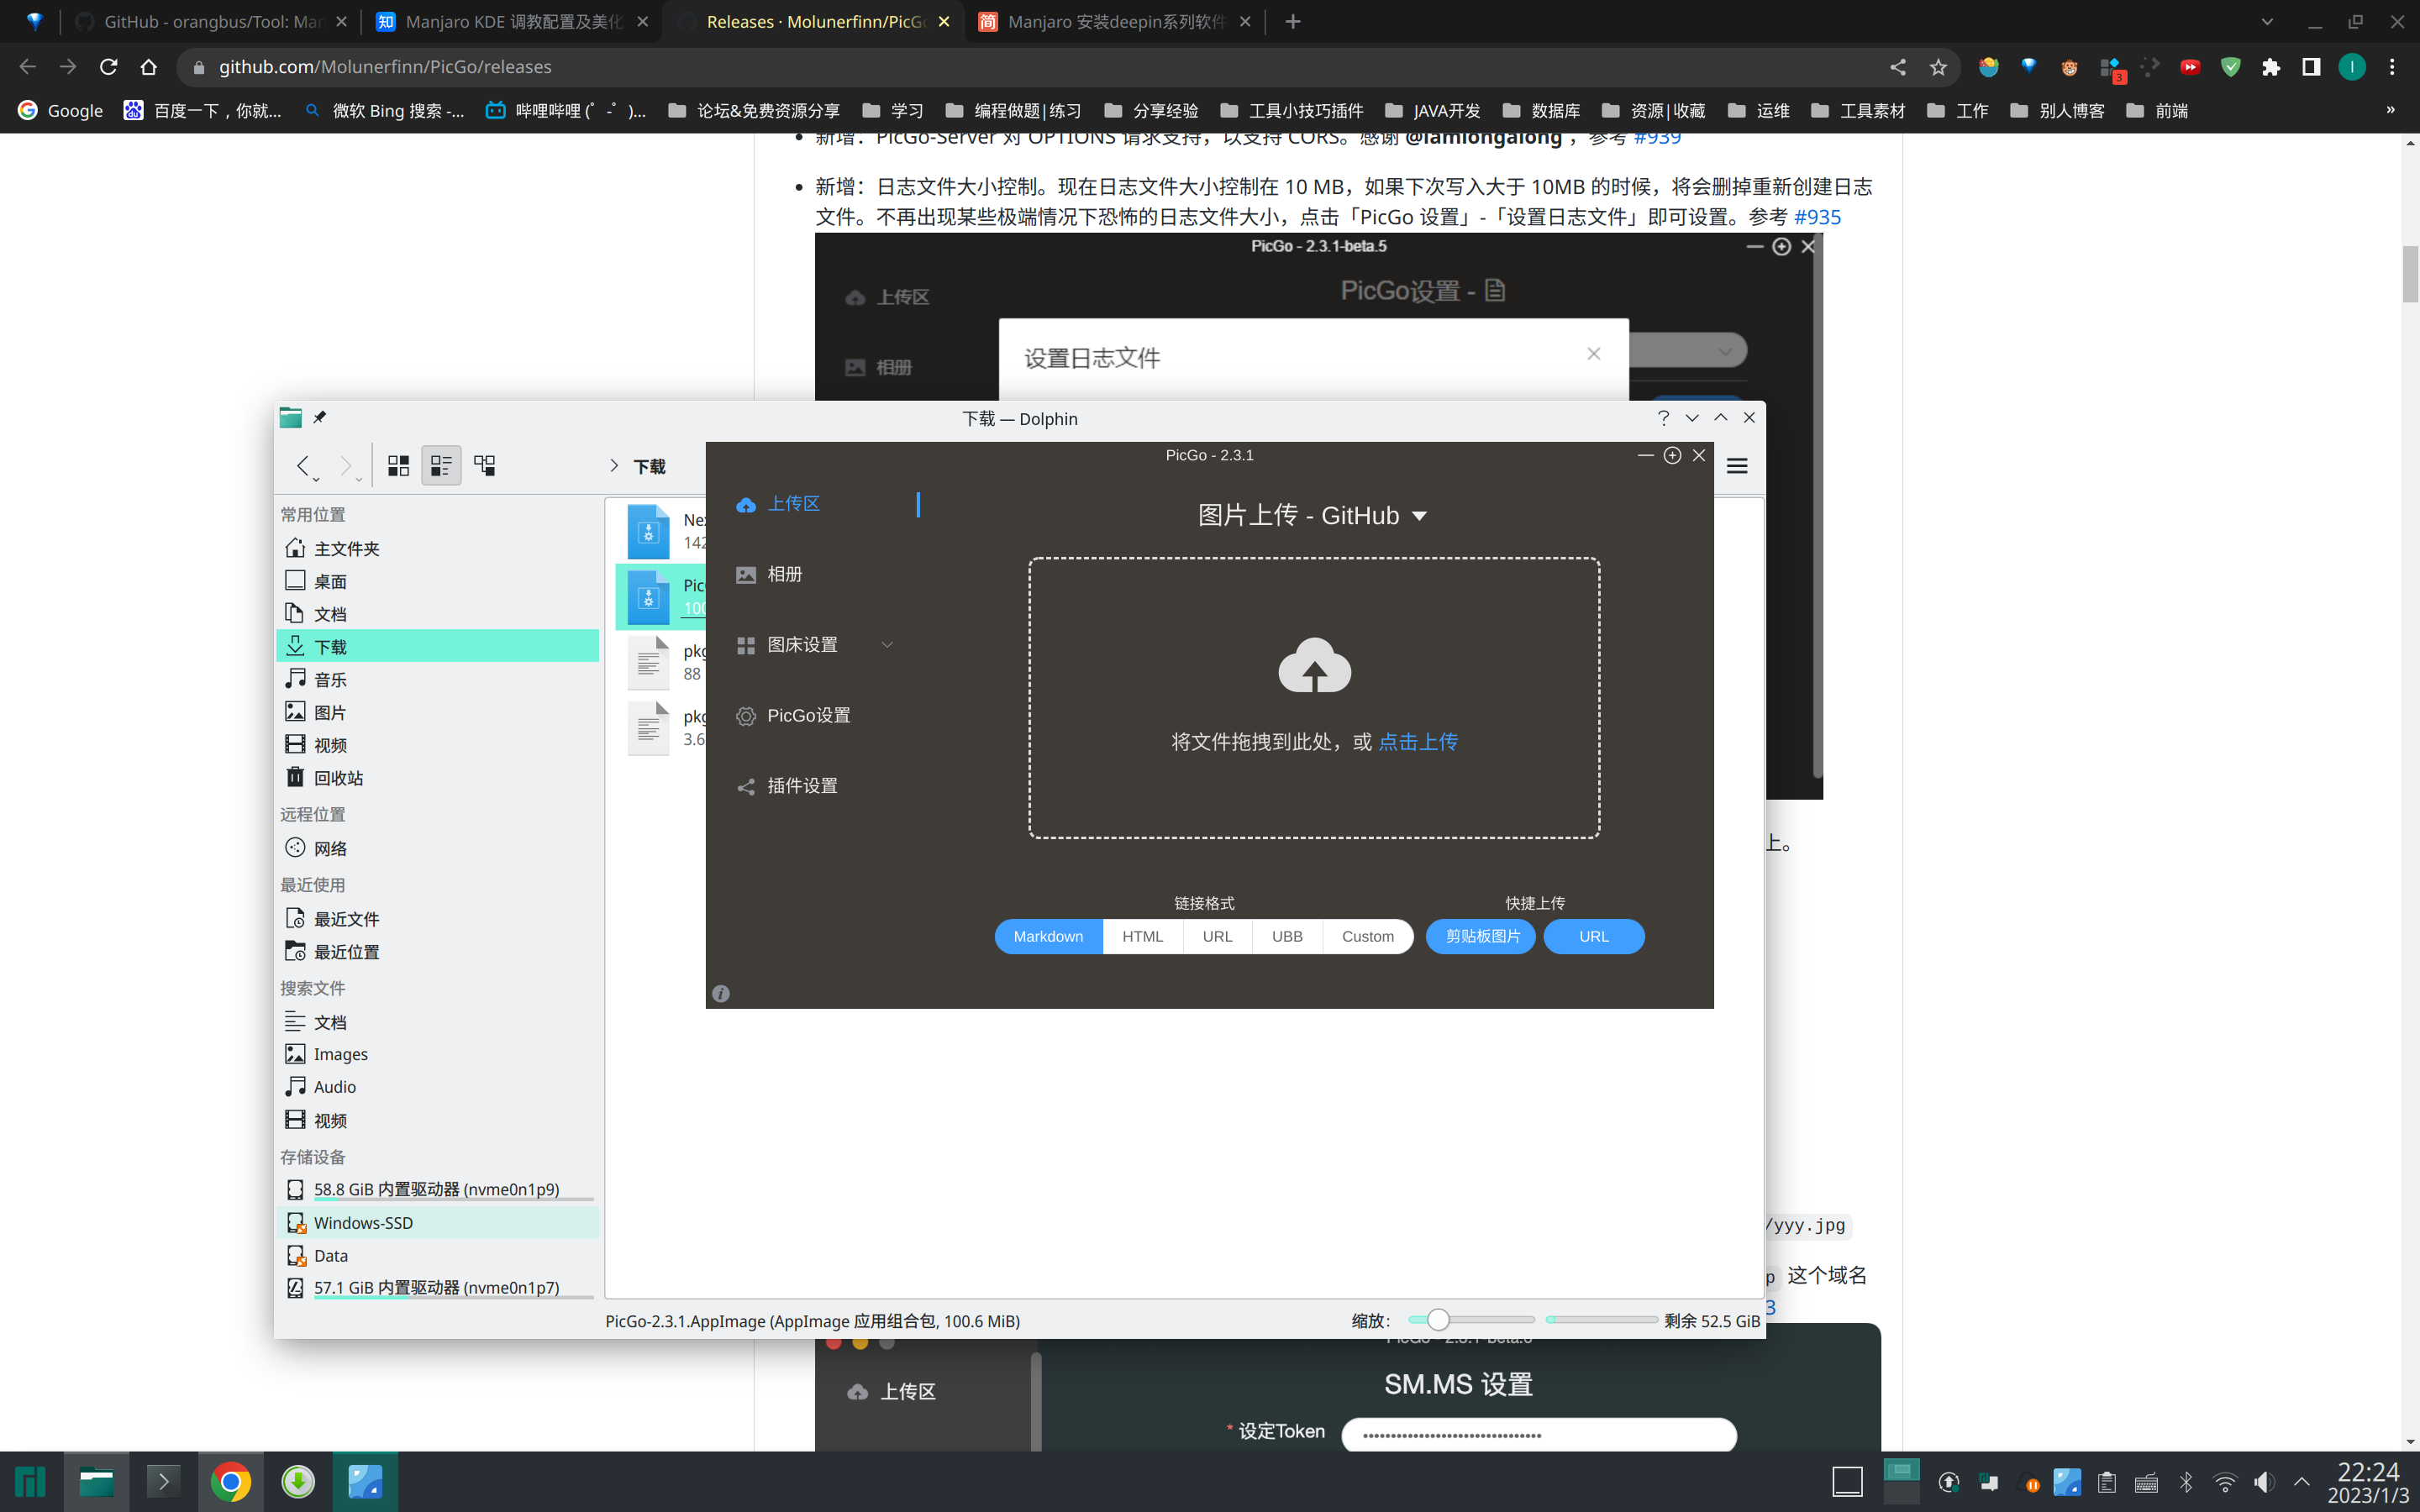 GitHub - orangbus/Tool: Man
Manjaro KDE 调教配置及美化
Releases · Molunerfinn/PicGo
Manjaro 安装deepin系列软件
github.com/Molunerfinn/PicGo/releases
3
I
Google
百度一下，你就...
微软 Bing 搜索 -...
哔哩哔哩 (゜-゜)...
论坛&免费资源分享
学习
编程做题|练习
分享经验
工具小技巧插件
JAVA开发
数据库
资源|收藏
运维
工具素材
工作
别人博客
前端
»
新增：PicGo-Server 对 OPTIONS 请求支持，以支持 CORS。感谢 @iamlongalong ，参考 #939
新增：日志文件大小控制。现在日志文件大小控制在 10 MB，如果下次写入大于 10MB 的时候，将会删掉重新创建日志
文件。不再出现某些极端情况下恐怖的日志文件大小，点击「PicGo 设置」-「设置日志文件」即可设置。参考 #935
PicGo - 2.3.1-beta.5
上传区
PicGo设置 -
相册
设置日志文件
下载 — Dolphin
下载
常用位置
主文件夹
桌面
文档
下载
音乐
图片
视频
回收站
远程位置
网络
最近使用
最近文件
最近位置
搜索文件
文档
Images
Audio
视频
存储设备
58.8 GiB 内置驱动器 (nvme0n1p9)
Windows-SSD
Data
57.1 GiB 内置驱动器 (nvme0n1p7)
Nex
142
Pic
100
pkg
88
pkg
3.6
PicGo - 2.3.1
上传区
相册
图床设置
PicGo设置
插件设置
图片上传 - GitHub
将文件拖拽到此处，或 点击上传
链接格式
快捷上传
Markdown
HTML
URL
UBB
Custom
剪贴板图片
URL
上。
/yyy.jpg
p 这个域名
3
PicGo-2.3.1.AppImage (AppImage 应用组合包, 100.6 MiB)
缩放：
剩余 52.5 GiB
上传区
SM.MS 设置
* 设定Token
22:24
2023/1/3